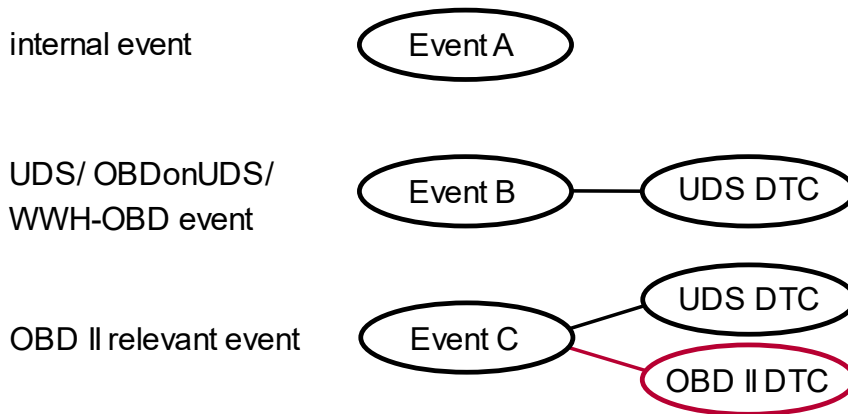 internal event
Event A
UDS/ OBDonUDS/
WWH-OBD event
Event B
UDS DTC
OBD II relevant event
Event C
UDS DTC
OBD II DTC